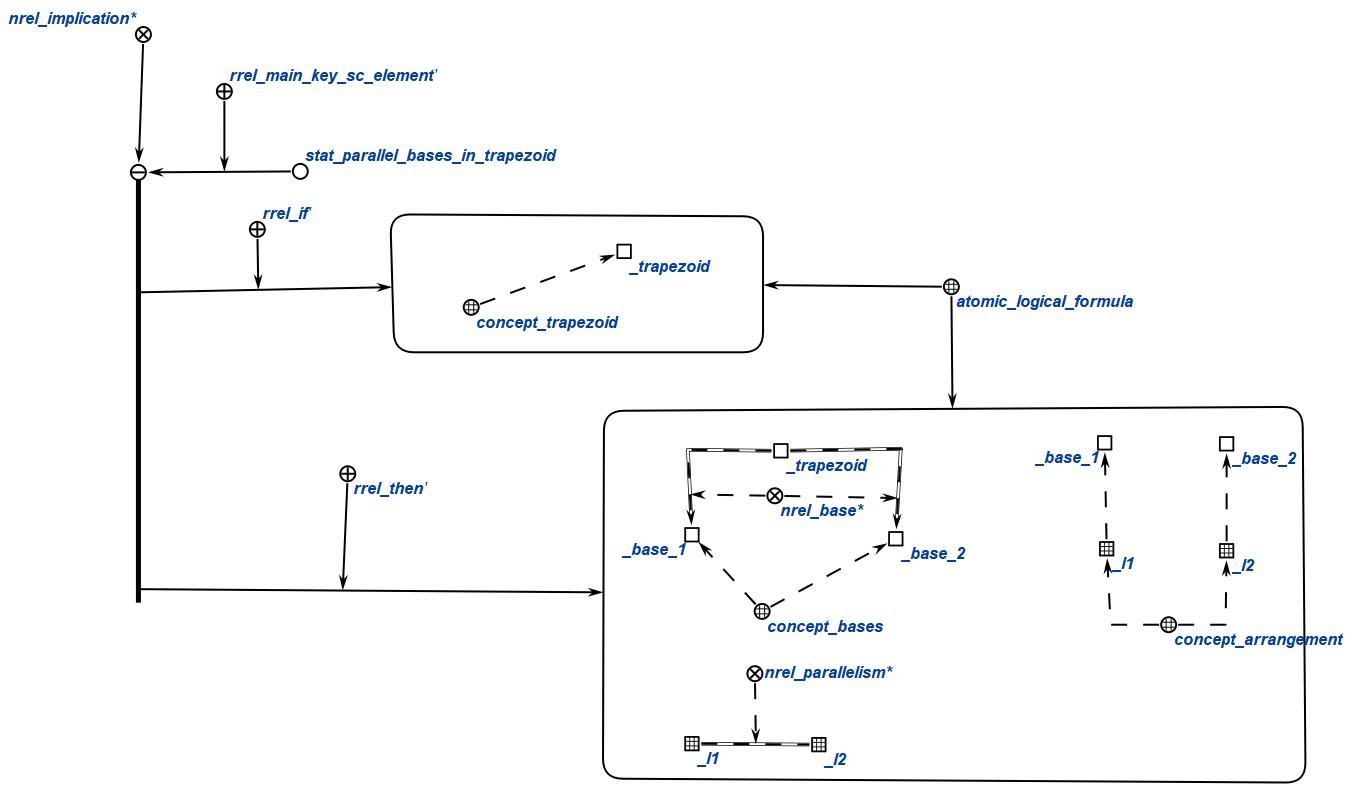 nrel_implication*
rrel_main_key_sc_element'
stat_parallel_bases_in_trapezoid
rrel_if'
_trapezoid
concept_trapezoid
atomic_logical_formula
rrel_then'
_trapezoid
nrel_base*
_base_1
_base_2
concept_bases
_base_1
_base_2
_l1
_l2
concept_arrangement
nrel_parallelism*
_l1
_l2